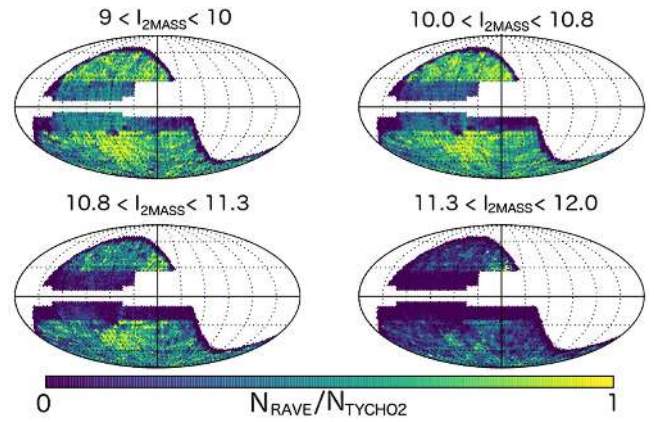 9 < I2MASS < 10
10.0 < I2MASS < 10.8
10.8 < I2MASS < 11.3
11.3 < I2MASS < 12.0
0 NRAVE/NTYCHO2 1